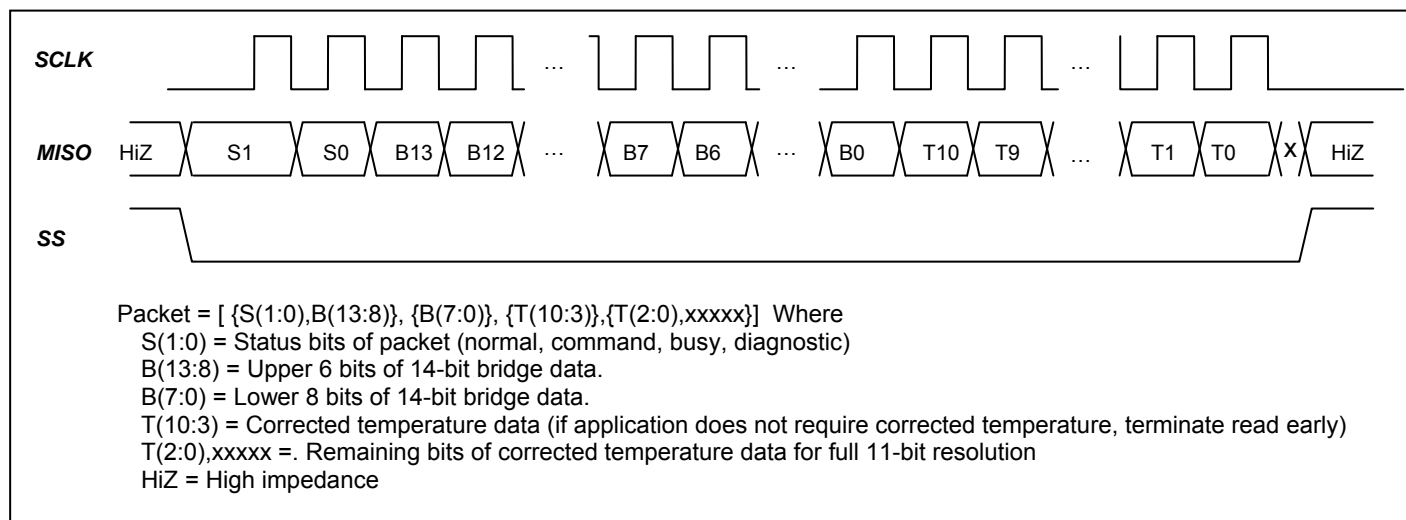 SCLK ... ... ...
MISO HiZ S1 S0 B13 B12 ... B7 B6 ... B0 T10 T9 ... T1 T0 X HiZ
SS
Packet = [ {S(1:0),B(13:8)}, {B(7:0)}, {T(10:3)},{T(2:0),xxxxx}] Where
S(1:0) = Status bits of packet (normal, command, busy, diagnostic)
B(13:8) = Upper 6 bits of 14-bit bridge data.
B(7:0) = Lower 8 bits of 14-bit bridge data.
T(10:3) = Corrected temperature data (if application does not require corrected temperature, terminate read early)
T(2:0),xxxxx =. Remaining bits of corrected temperature data for full 11-bit resolution
HiZ = High impedance